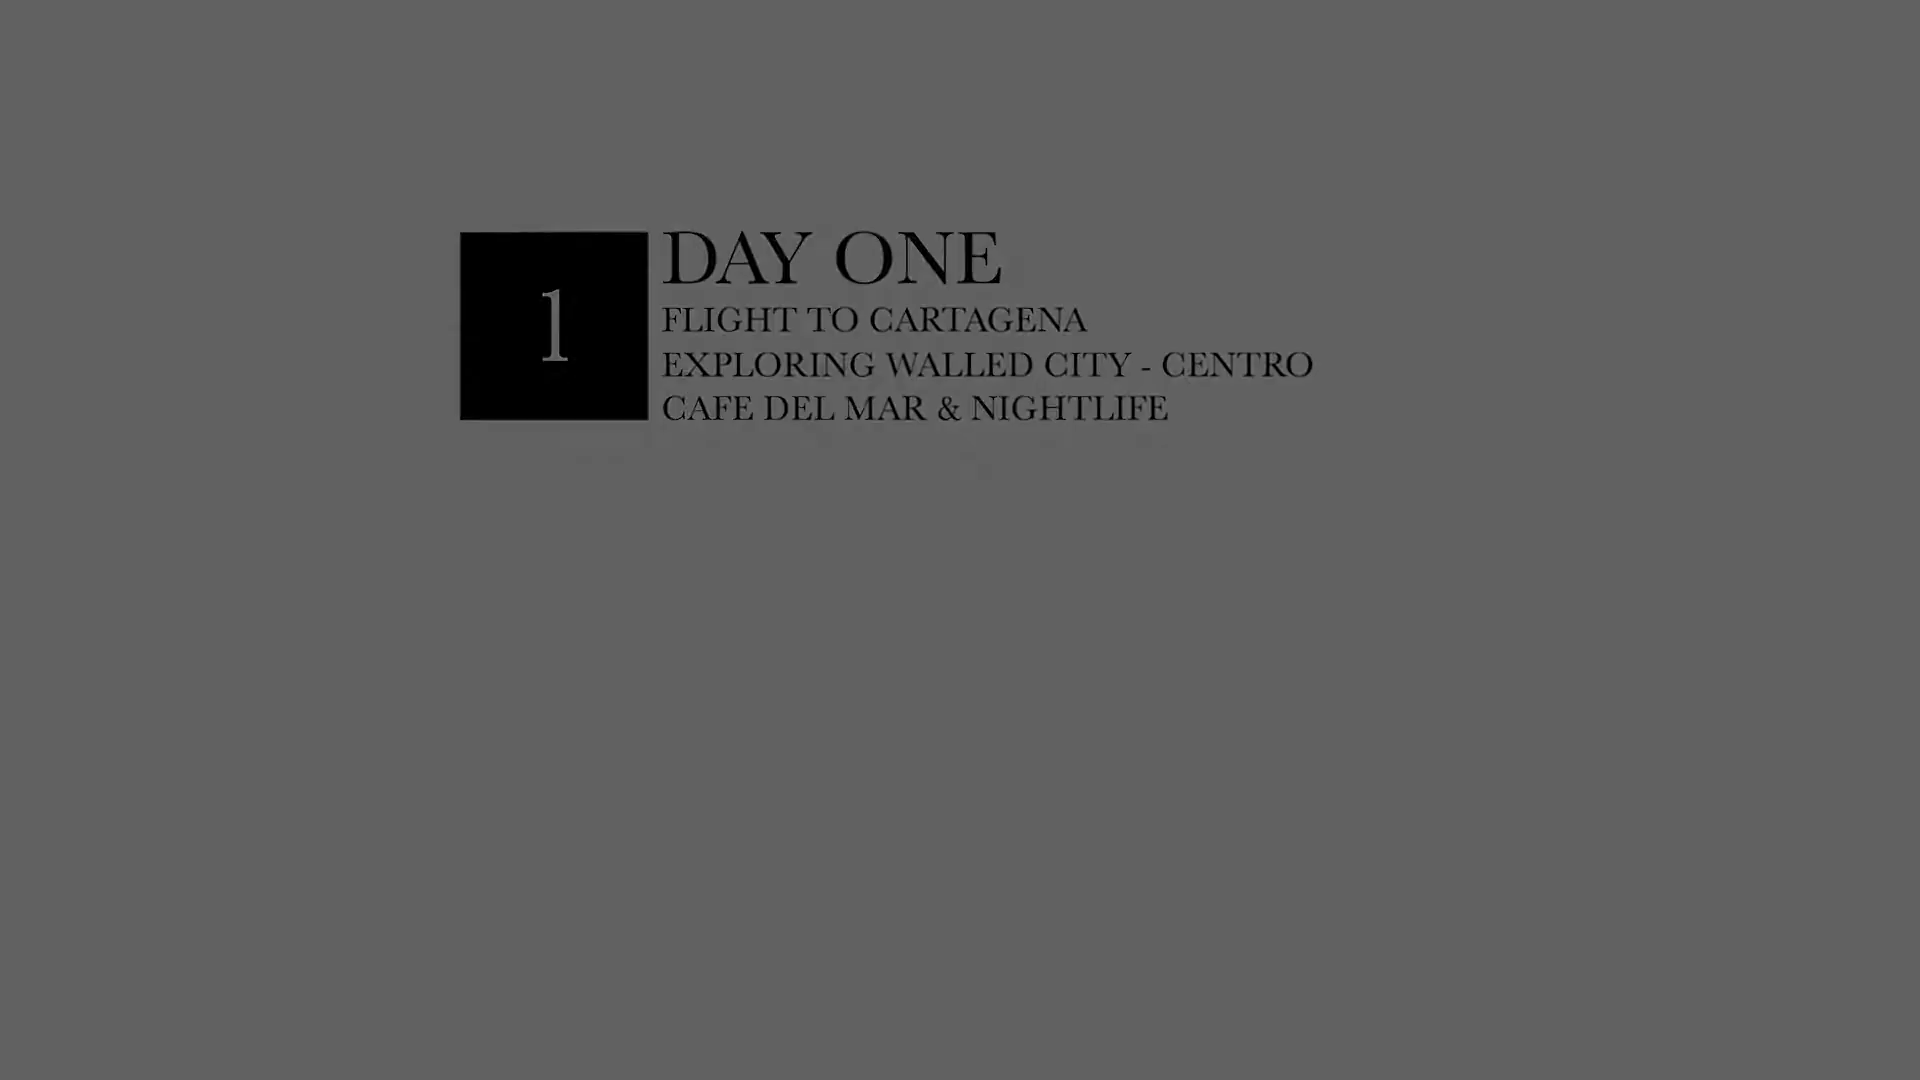 1
DAY ONE
FLIGHT TO CARTAGENA
EXPLORING WALLED CITY - CENTRO
CAFE DEL MAR & NIGHTLIFE